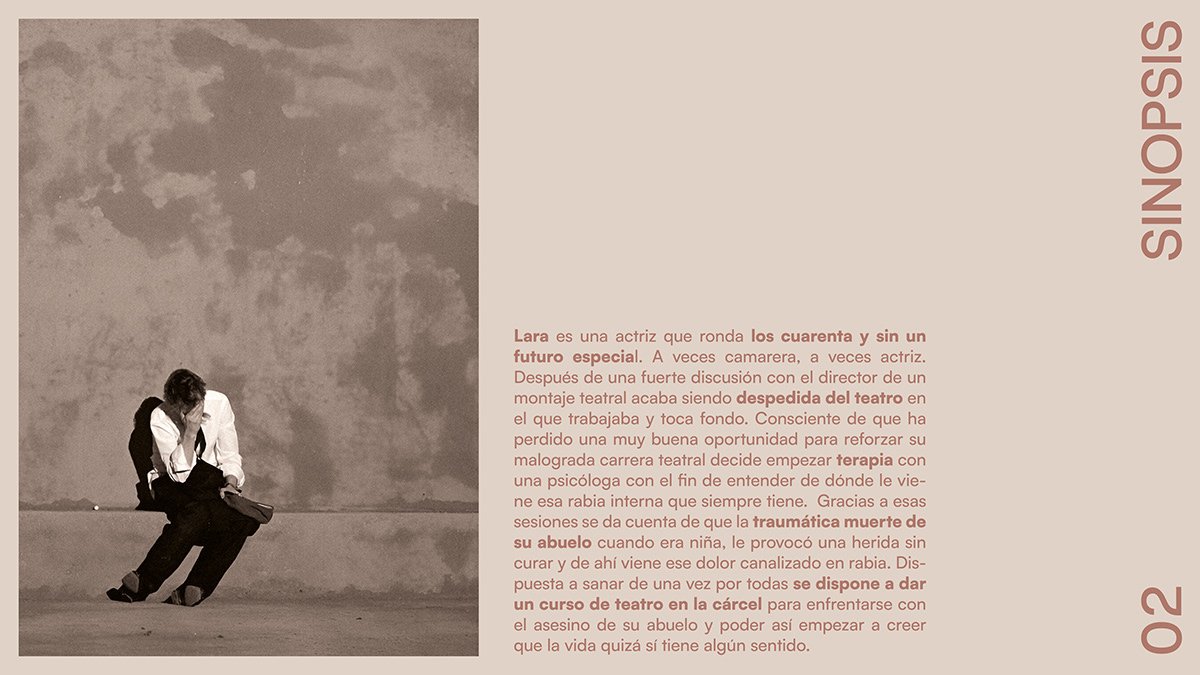 SINOPSIS
Lara es una actriz que ronda los cuarenta y sin un
futuro especial. A veces camarera, a veces actriz.
Después de una fuerte discusión con el director de un
montaje teatral acaba siendo despedida del teatro en
el que trabajaba y toca fondo. Consciente de que ha
perdido una muy buena oportunidad para reforzar su
malograda carrera teatral decide empezar terapia con
una psicóloga con el fin de entender de dónde le vie-
ne esa rabia interna que siempre tiene.  Gracias a esas
sesiones se da cuenta de que la traumática muerte de
su abuelo cuando era niña, le provocó una herida sin
curar y de ahí viene ese dolor canalizado en rabia. Dis-
puesta a sanar de una vez por todas se dispone a dar
un curso de teatro en la cárcel para enfrentarse con
el asesino de su abuelo y poder así empezar a creer
que la vida quizá sí tiene algún sentido.
02